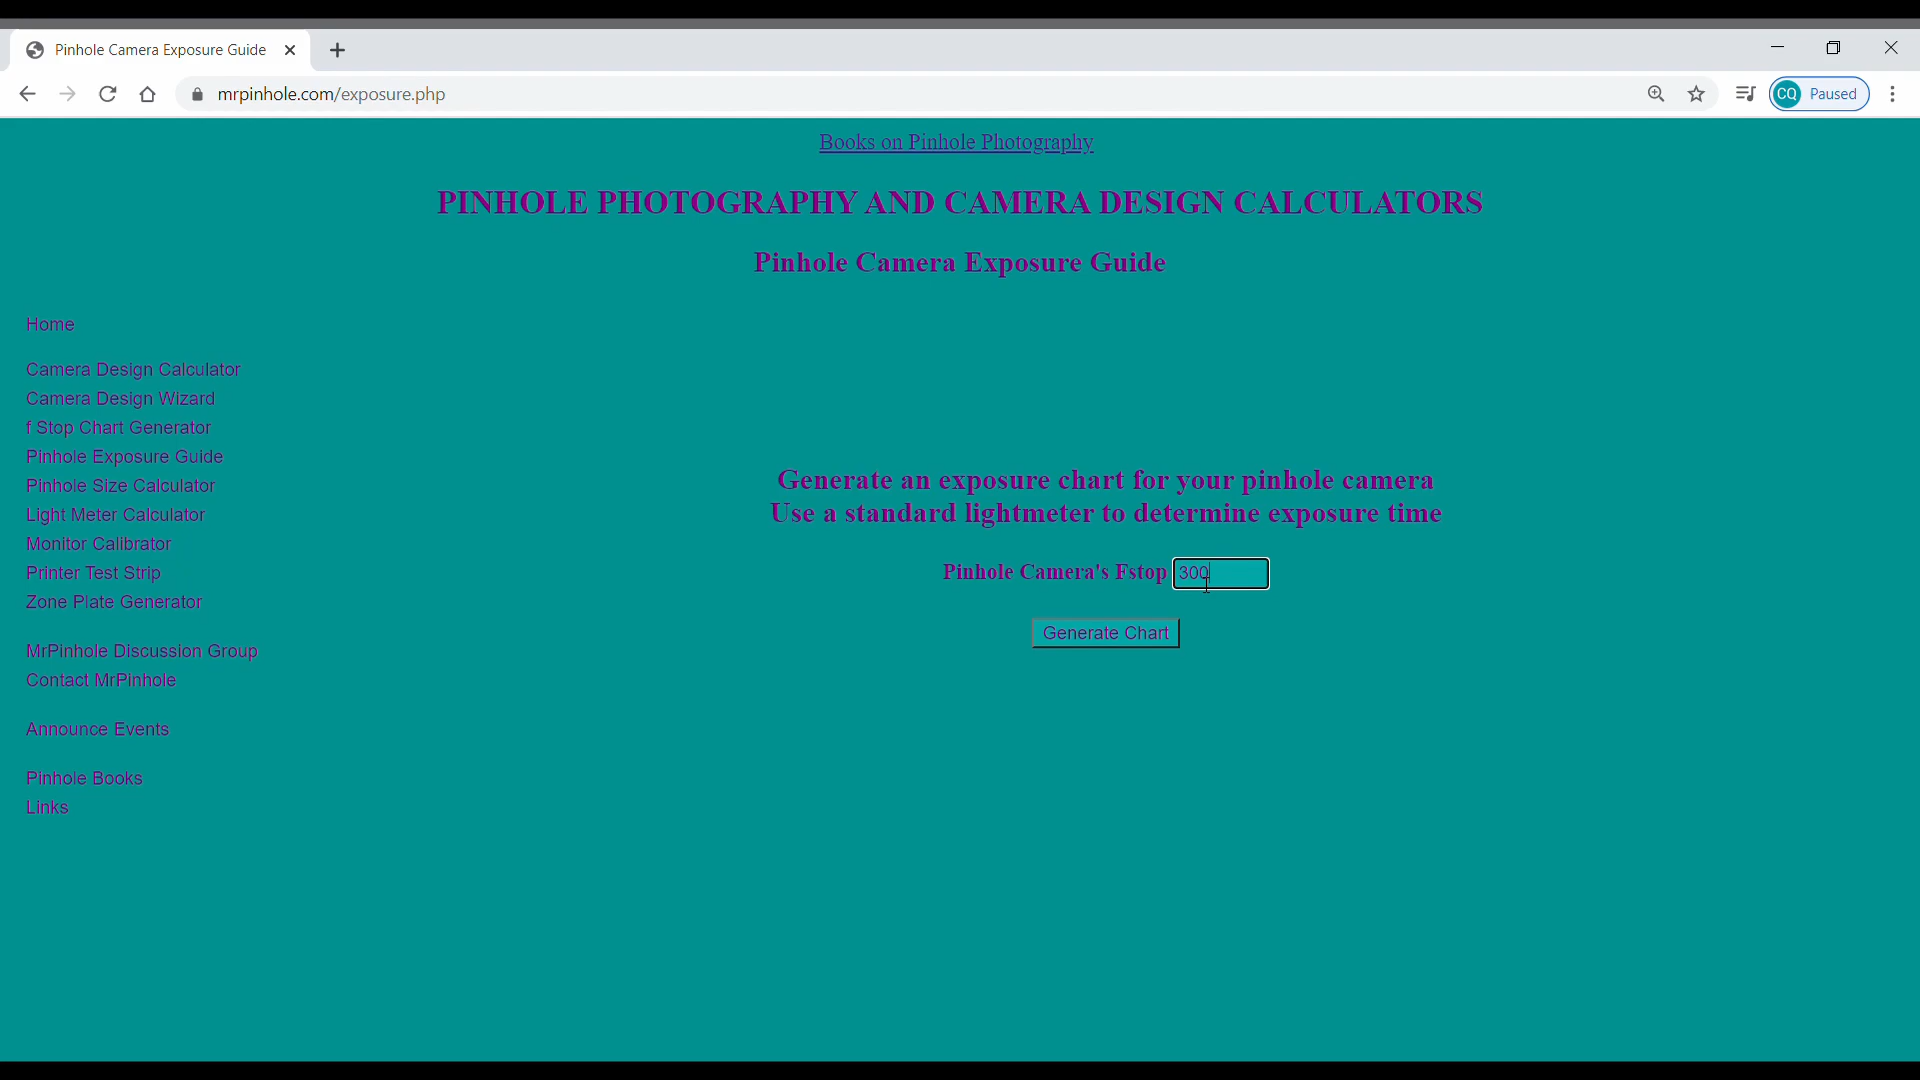 Pinhole Camera Exposure Guide
mrpinhole.com/exposure.php
CQ Paused
Books on Pinhole Photography
PINHOLE PHOTOGRAPHY AND CAMERA DESIGN CALCULATORS
Pinhole Camera Exposure Guide
Home
Camera Design Calculator
Camera Design Wizard
f Stop Chart Generator
Pinhole Exposure Guide
Pinhole Size Calculator
Light Meter Calculator
Monitor Calibrator
Printer Test Strip
Zone Plate Generator
MrPinhole Discussion Group
Contact MrPinhole
Announce Events
Pinhole Books
Links
Generate an exposure chart for your pinhole camera
Use a standard lightmeter to determine exposure time
Pinhole Camera's Fstop 300
Generate Chart